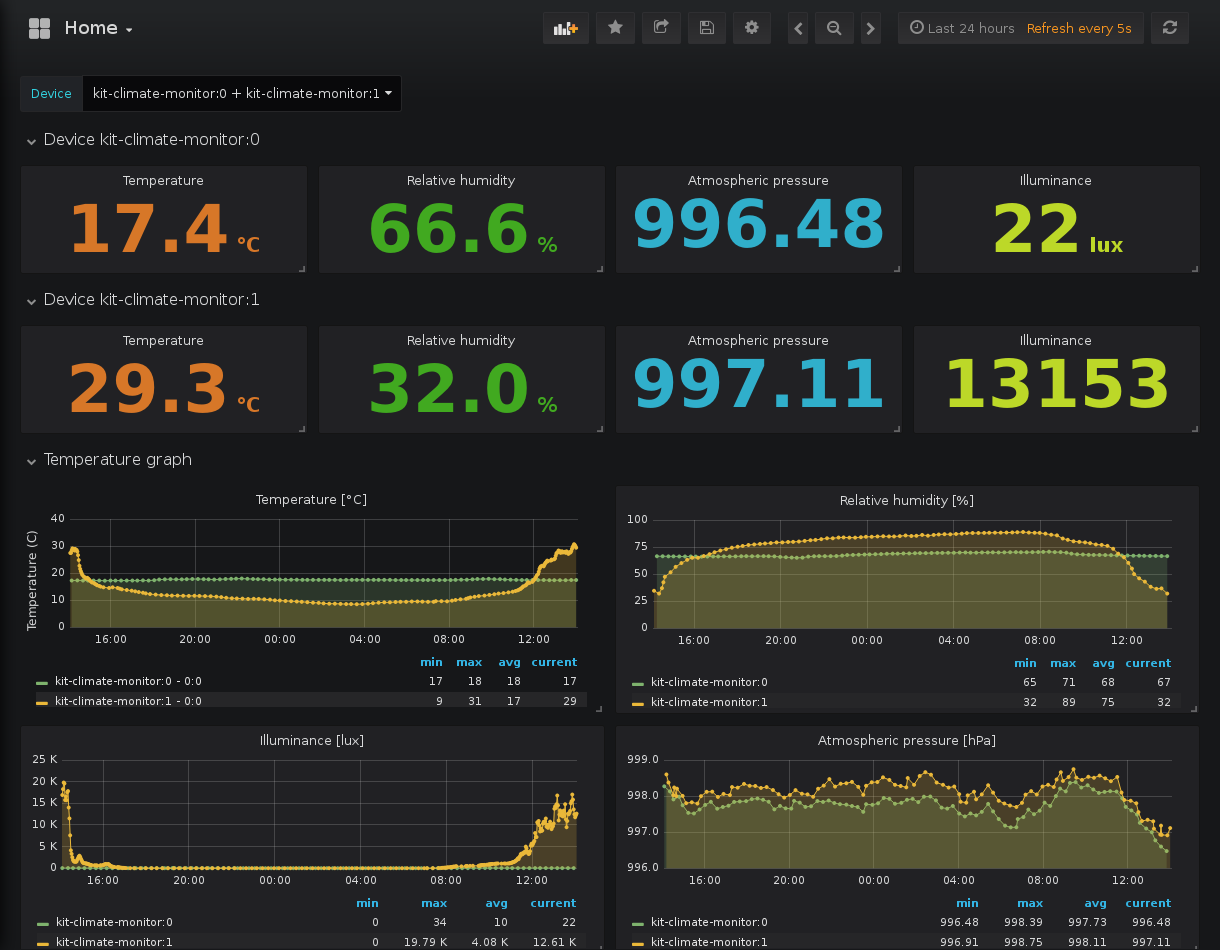 Home
Last 24 hours Refresh every 5s
Device kit-climate-monitor:0 + kit-climate-monitor:1
Device kit-climate-monitor:0
Temperature Relative humidity Atmospheric pressure Illuminance
17.4 °C 66.6 % 996.48 22 lux
Device kit-climate-monitor:1
Temperature Relative humidity Atmospheric pressure Illuminance
29.3 °C 32.0 % 997.11 13153
Temperature graph
Temperature [°C]
Temperature (C)
40
30
20
10
0
16:00 20:00 00:00 04:00 08:00 12:00
min max avg current
kit-climate-monitor:0 - 0:0 17 18 18 17
kit-climate-monitor:1 - 0:0 9 31 17 29
Relative humidity [%]
100
75
50
25
0
16:00 20:00 00:00 04:00 08:00 12:00
min max avg current
kit-climate-monitor:0 65 71 68 67
kit-climate-monitor:1 32 89 75 32
Illuminance [lux]
25 K
20 K
15 K
10 K
5 K
0
16:00 20:00 00:00 04:00 08:00 12:00
min max avg current
kit-climate-monitor:0 0 34 10 22
kit-climate-monitor:1 0 19.79 K 4.08 K 12.61 K
Atmospheric pressure [hPa]
999.0
998.0
997.0
996.0
16:00 20:00 00:00 04:00 08:00 12:00
min max avg current
kit-climate-monitor:0 996.48 998.39 997.73 996.48
kit-climate-monitor:1 996.91 998.75 998.11 997.11